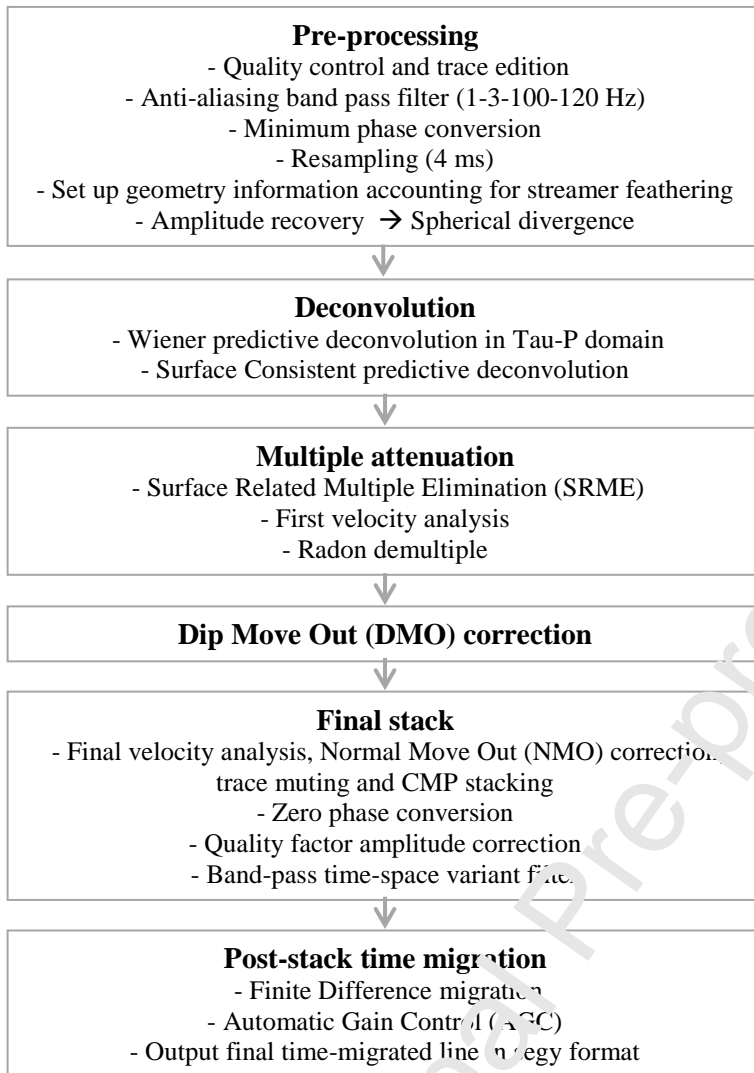 Pre-processing
- Quality control and trace edition
- Anti-aliasing band pass filter (1-3-100-120 Hz)
- Minimum phase conversion
- Resampling (4 ms)
- Set up geometry information accounting for streamer feathering
- Amplitude recovery → Spherical divergence
Deconvolution
- Wiener predictive deconvolution in Tau-P domain
- Surface Consistent predictive deconvolution
Multiple attenuation
- Surface Related Multiple Elimination (SRME)
- First velocity analysis
- Radon demultiple
Dip Move Out (DMO) correction
Final stack
- Final velocity analysis, Normal Move Out (NMO) correction,
trace muting and CMP stacking
- Zero phase conversion
- Quality factor amplitude correction
- Band-pass time-space variant filter
Post-stack time migration
- Finite Difference migration
- Automatic Gain Control (AGC)
- Output final time-migrated line in segy format